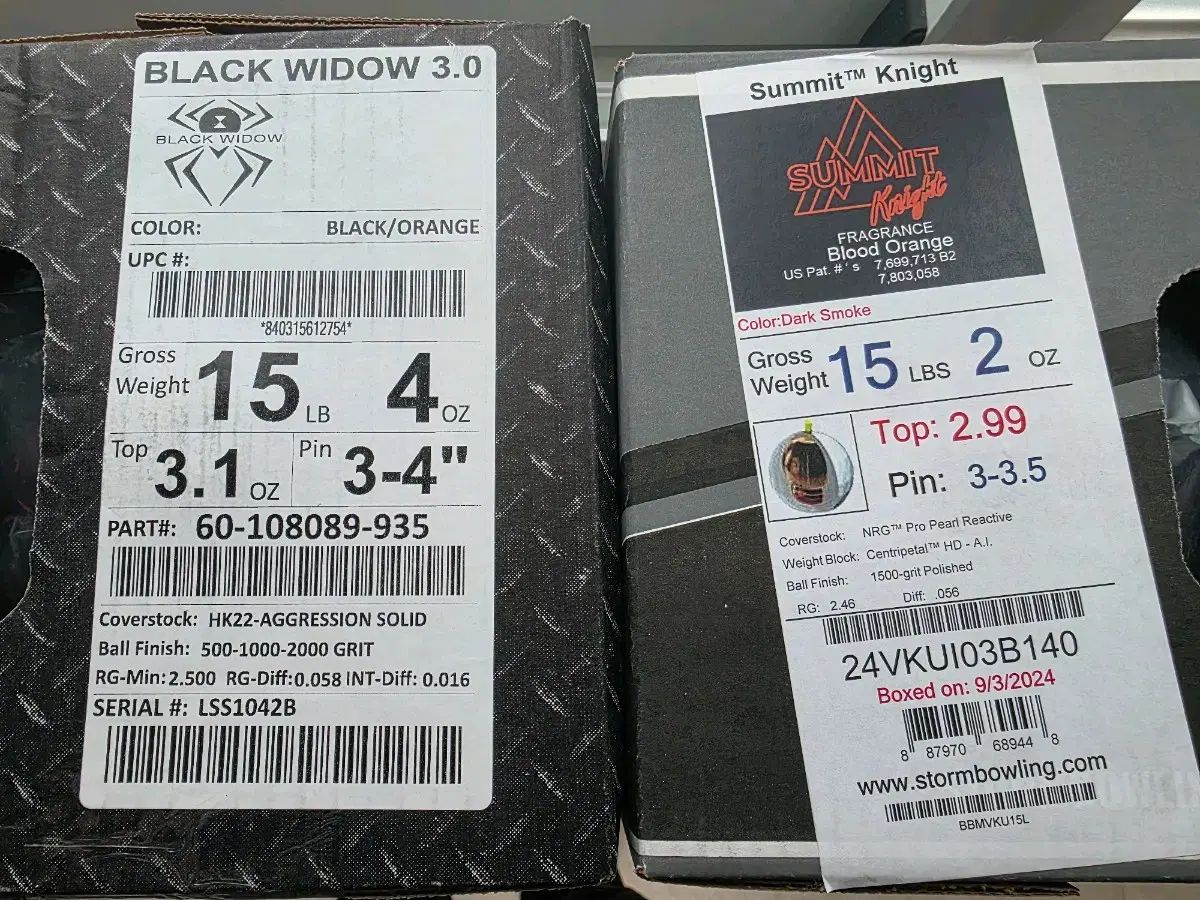 BLACK WIDOW 3.0
BLACK WIDOW
COLOR: BLACK/ORANGE
UPC #:
*840315612754*
Gross Weight 15 LB 4 OZ
Top 3.1 OZ Pin 3-4"
PART#: 60-108089-935
Coverstock: HK22-AGGRESSION SOLID
Ball Finish: 500-1000-2000 GRIT
RG-Min: 2.500 RG-Diff: 0.058 INT-Diff: 0.016
SERIAL #: LSS1042B
Summit™ Knight
SUMMIT
Knight
FRAGRANCE
Blood Orange
US Pat. #'s 7,699,713 B2
7,803,058
Color:Dark Smoke
Gross Weight 15 LBS 2 OZ
Top: 2.99
Pin: 3-3.5
Coverstock: NRG™ Pro Pearl Reactive
Weight Block: Centripetal™ HD - A.I.
Ball Finish: 1500-grit Polished
RG: 2.46 Diff: .056
24VKUI03B140
Boxed on: 9/3/2024
8 87970 68944 8
www.stormbowling.com
BBMVKU15L